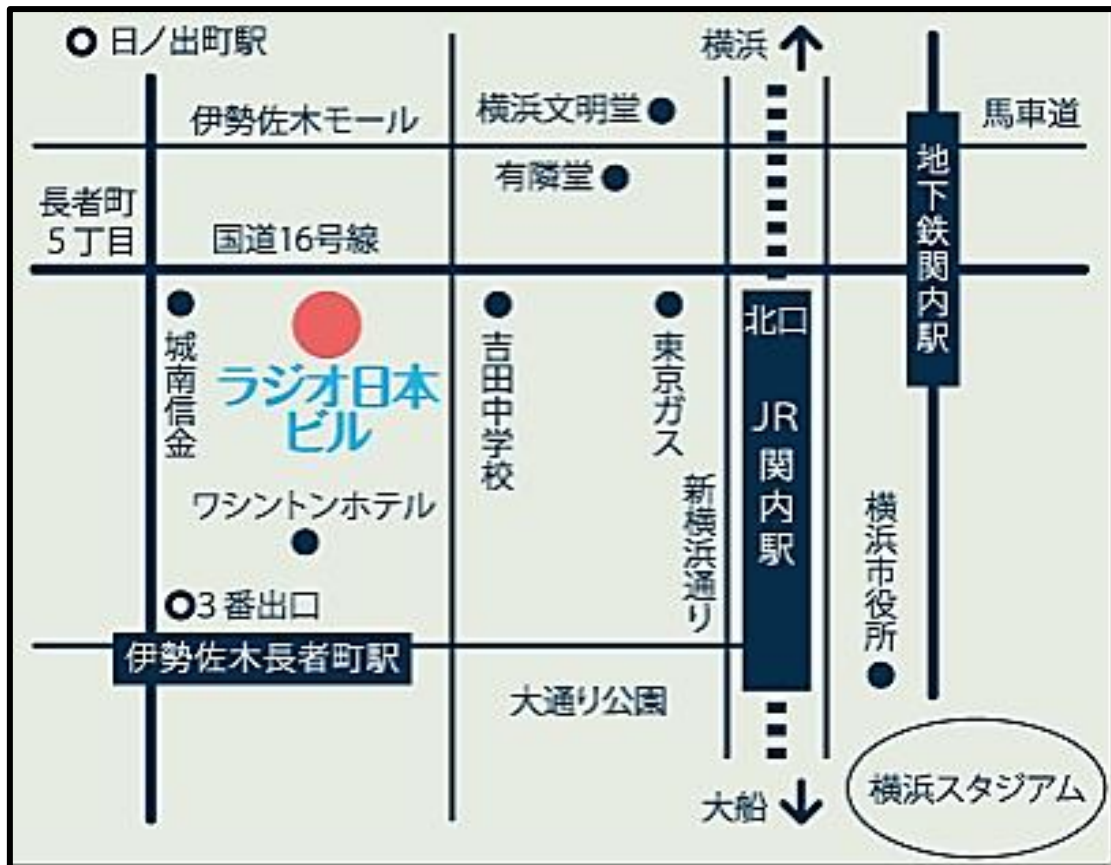 日ノ出町駅
横浜
伊勢佐木モール
横浜文明堂
馬車道
有隣堂
地下鉄関内駅
長者町
5丁目
国道16号線
城南信金
ラジオ日本
ビル
吉田中学校
東京ガス
北口
JR関内駅
ワシントンホテル
新横浜通り
横浜市役所
3番出口
伊勢佐木長者町駅
大通り公園
大船
横浜スタジアム